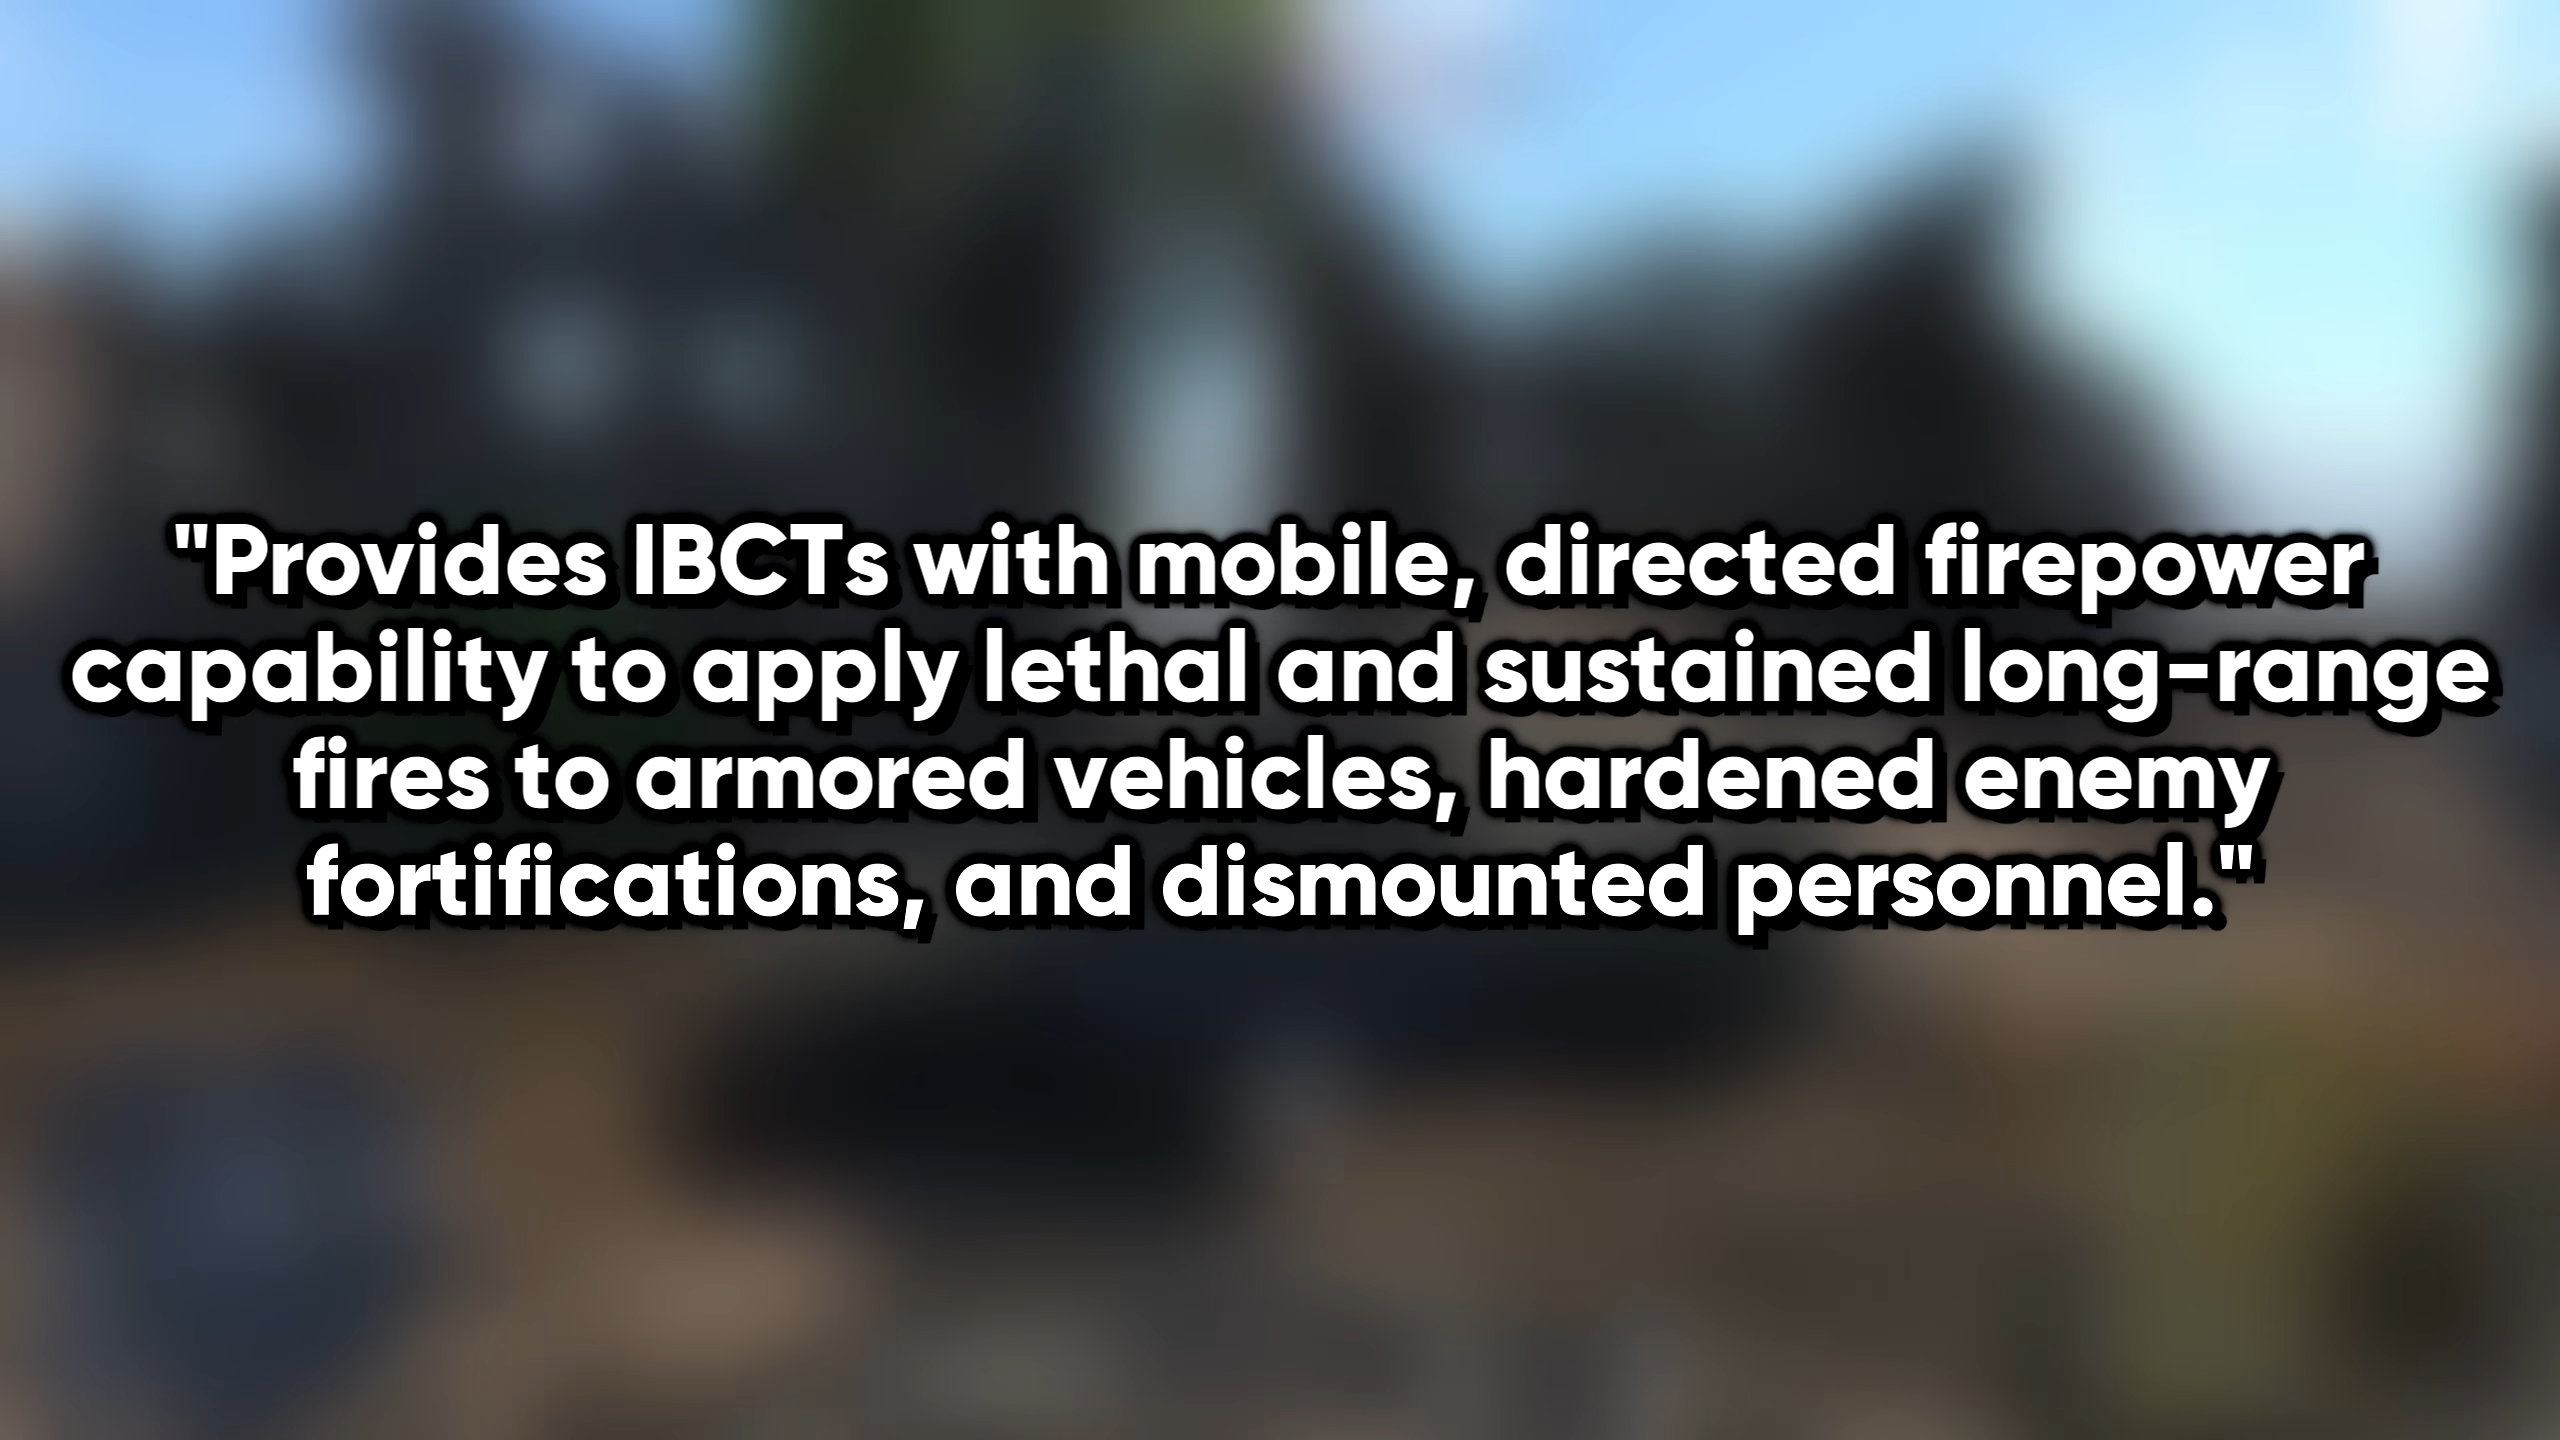 "Provides IBCTs with mobile, directed firepower
capability to apply lethal and sustained long-range
fires to armored vehicles, hardened enemy
fortifications, and dismounted personnel."